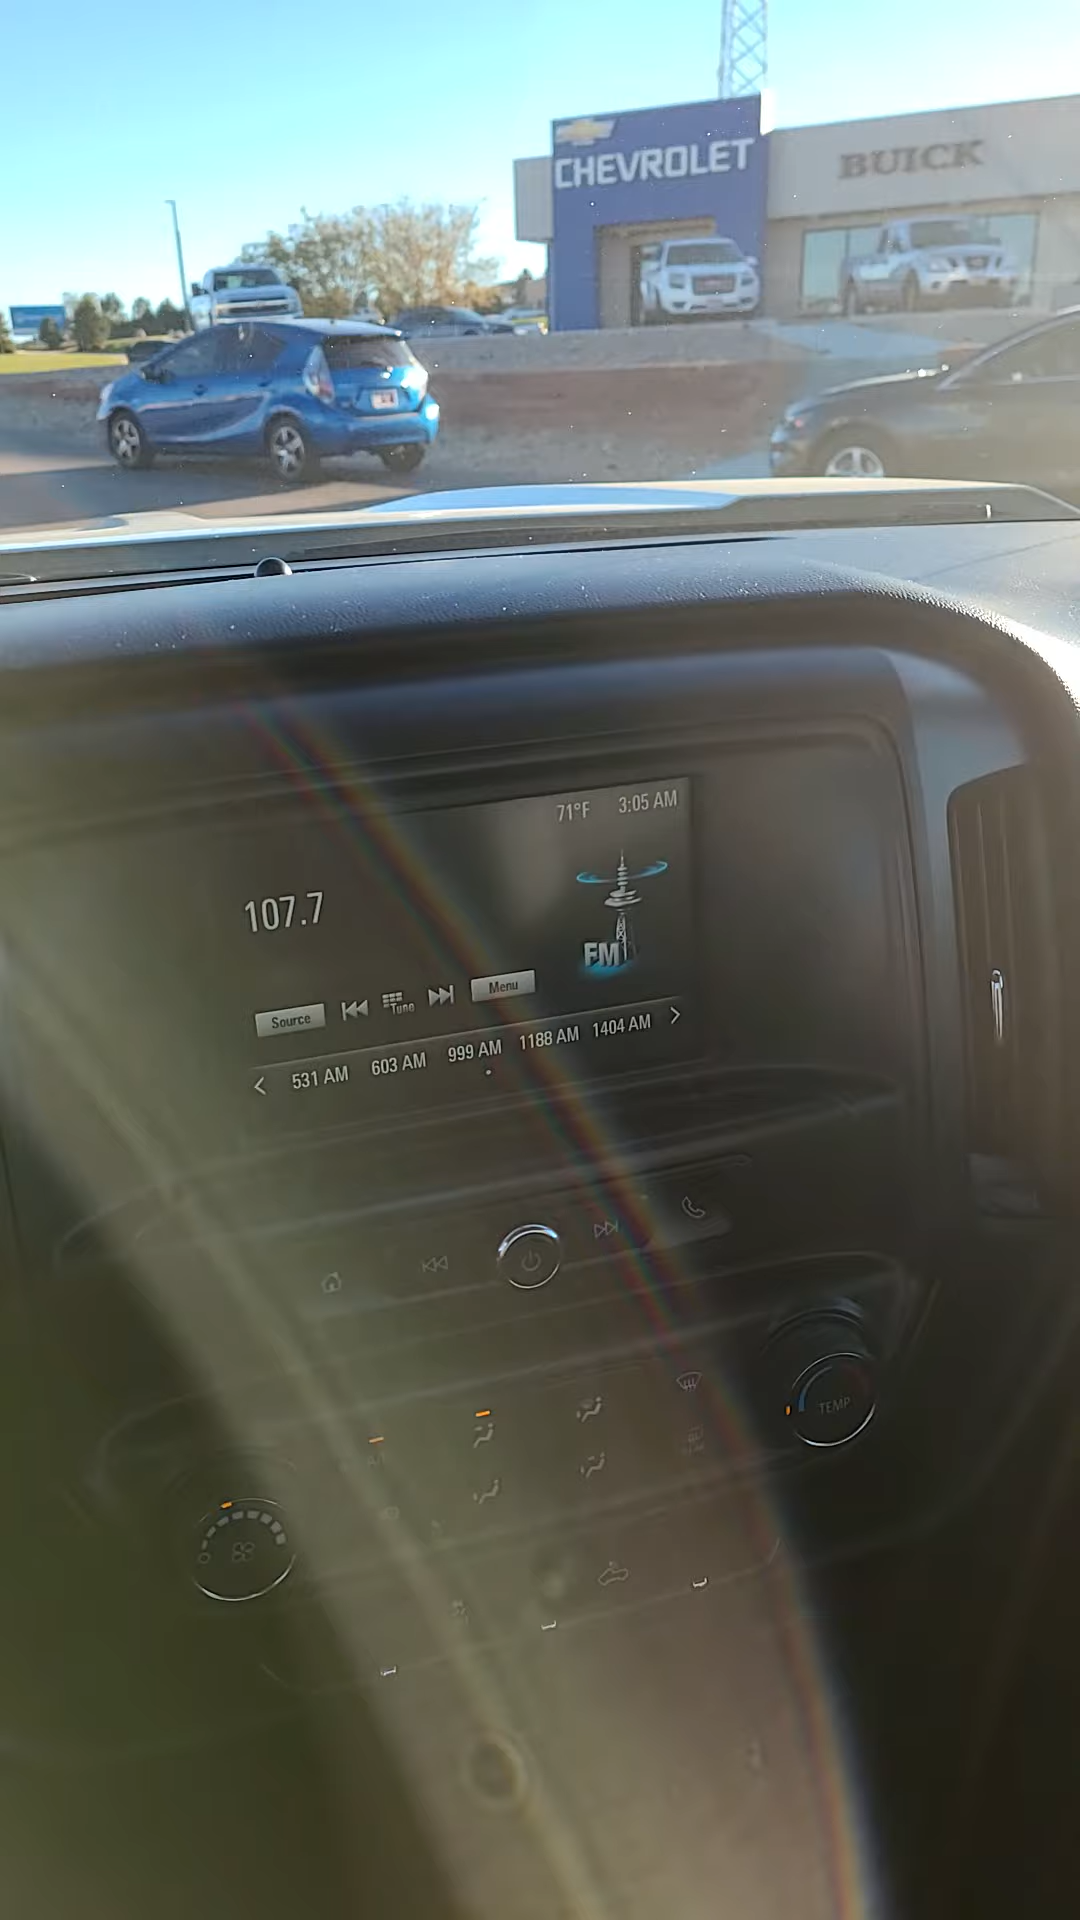 CHEVROLET
BUICK
71°F 3:05 AM
107.7
FM
Source Tune Menu
531 AM 603 AM 999 AM 1188 AM 1404 AM
TEMP